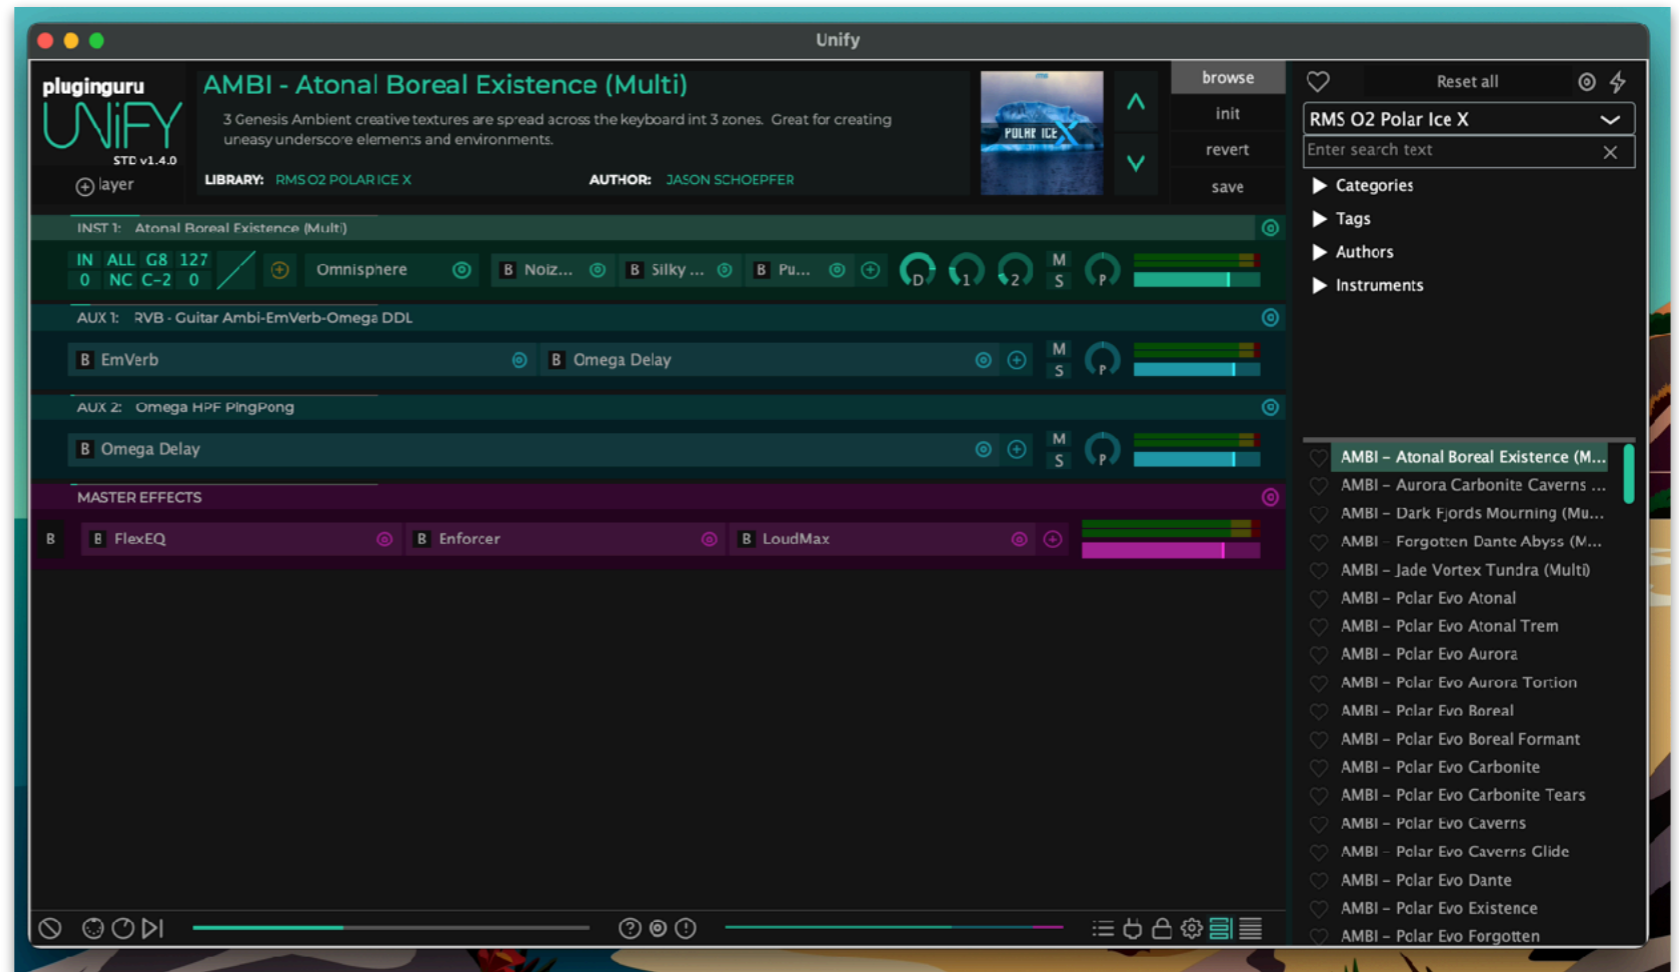 Unify
pluginguru
UNiFY
STD v1.4.0
layer
AMBI - Atonal Boreal Existence (Multi)
3 Genesis Ambient creative textures are spread across the keyboard int 3 zones. Great for creating
uneasy underscore elements and environments.
LIBRARY: RMS O2 POLAR ICE X AUTHOR: JASON SCHOEPFER
POLAR ICE X
browse
init
revert
save
INST 1: Atonal Boreal Existence (Multi)
IN ALL G8 127
0 NC C-2 0
Omnisphere
B Noiz...
B Silky ...
B Pu...
D 1 2
M
S
P
AUX 1: RVB - Guitar Ambi-EmVerb-Omega DDL
B EmVerb
B Omega Delay
M
S
P
AUX 2: Omega HPF PingPong
B Omega Delay
M
S
P
MASTER EFFECTS
B
B FlexEQ
B Enforcer
B LoudMax
Reset all
RMS O2 Polar Ice X
Enter search text
Categories
Tags
Authors
Instruments
AMBI – Atonal Boreal Existence (M...
AMBI – Aurora Carbonite Caverns ...
AMBI – Dark Fjords Mourning (Mu...
AMBI – Forgotten Dante Abyss (M...
AMBI – Jade Vortex Tundra (Multi)
AMBI – Polar Evo Atonal
AMBI – Polar Evo Atonal Trem
AMBI – Polar Evo Aurora
AMBI – Polar Evo Aurora Tortion
AMBI – Polar Evo Boreal
AMBI – Polar Evo Boreal Formant
AMBI – Polar Evo Carbonite
AMBI – Polar Evo Carbonite Tears
AMBI – Polar Evo Caverns
AMBI – Polar Evo Caverns Glide
AMBI – Polar Evo Dante
AMBI – Polar Evo Existence
AMBI – Polar Evo Forgotten